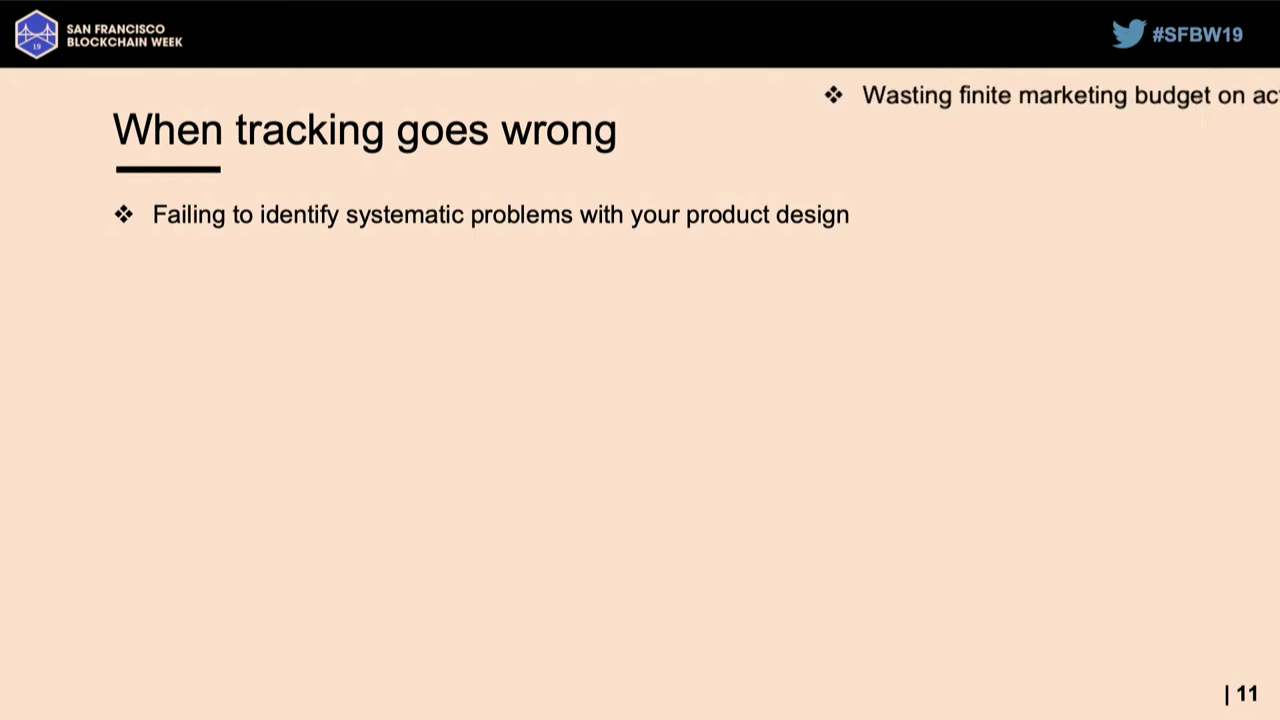 SAN FRANCISCO
BLOCKCHAIN WEEK
19
#SFBW19
❖ Wasting finite marketing budget on
When tracking goes wrong
❖ Failing to identify systematic problems with your product design
| 11